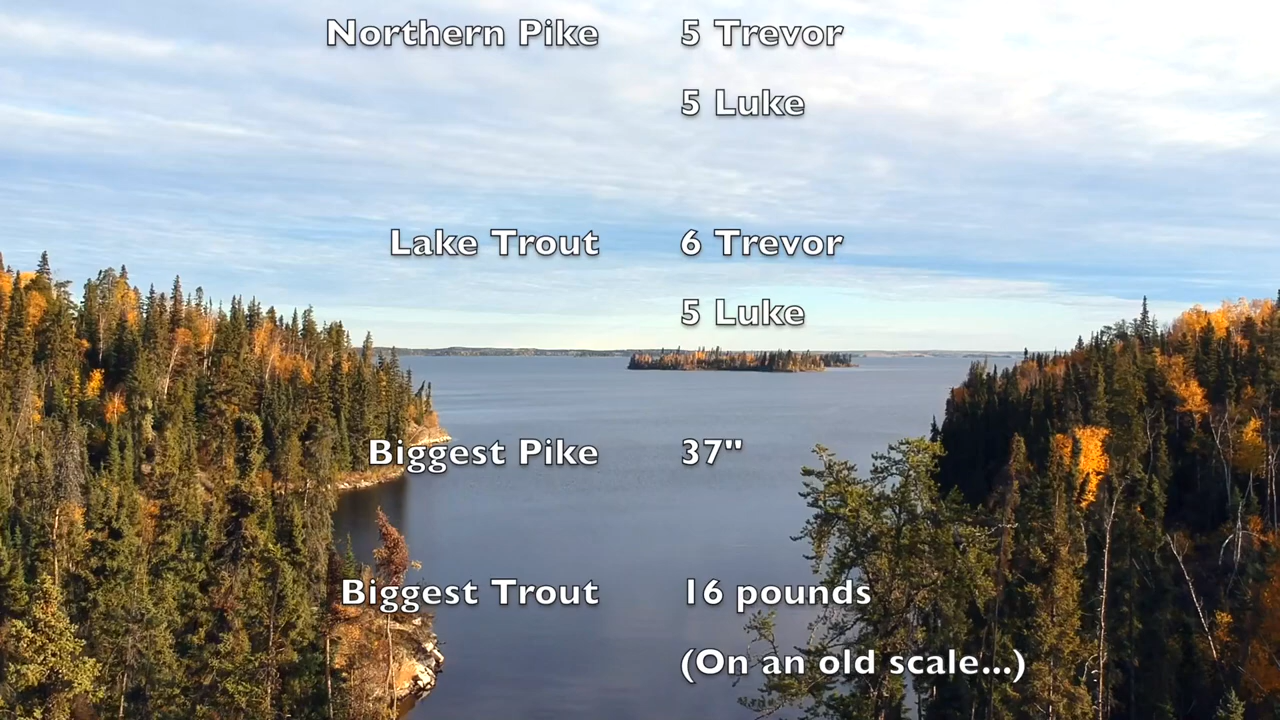 Northern Pike 5 Trevor
5 Luke
Lake Trout 6 Trevor
5 Luke
Biggest Pike 37"
Biggest Trout 16 pounds
(On an old scale...)